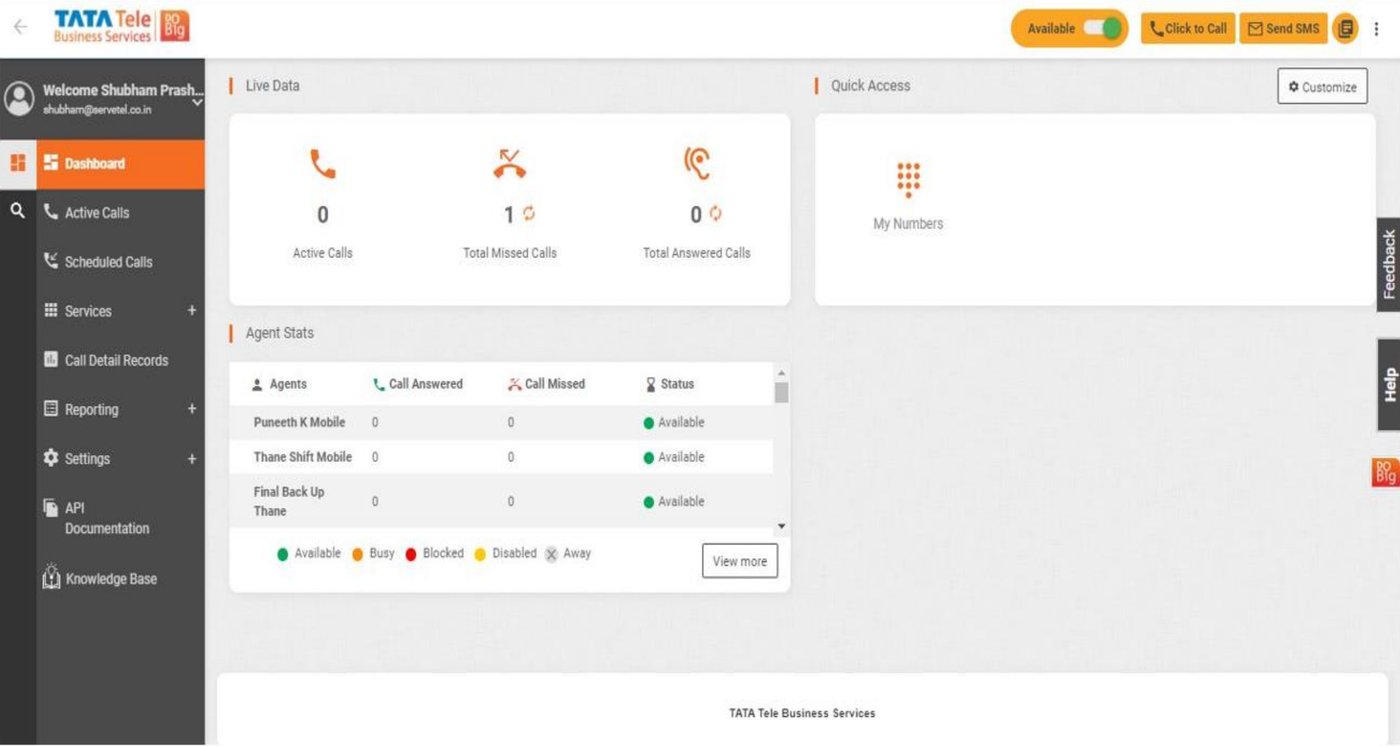 TATA Tele
Business Services
DO
B1g
Available
Click to Call
Send SMS
Welcome Shubham Prash...
shubham@servetel.co.in
Dashboard
Active Calls
Scheduled Calls
Services +
Call Detail Records
Reporting +
Settings +
API
Documentation
Knowledge Base
Live Data
0
Active Calls
1
Total Missed Calls
0
Total Answered Calls
Quick Access
Customize
My Numbers
Agent Stats
Agents Call Answered Call Missed Status
Puneeth K Mobile 0 0 Available
Thane Shift Mobile 0 0 Available
Final Back Up
Thane 0 0 Available
Available Busy Blocked Disabled Away
View more
Feedback
Help
DO
B1g
TATA Tele Business Services